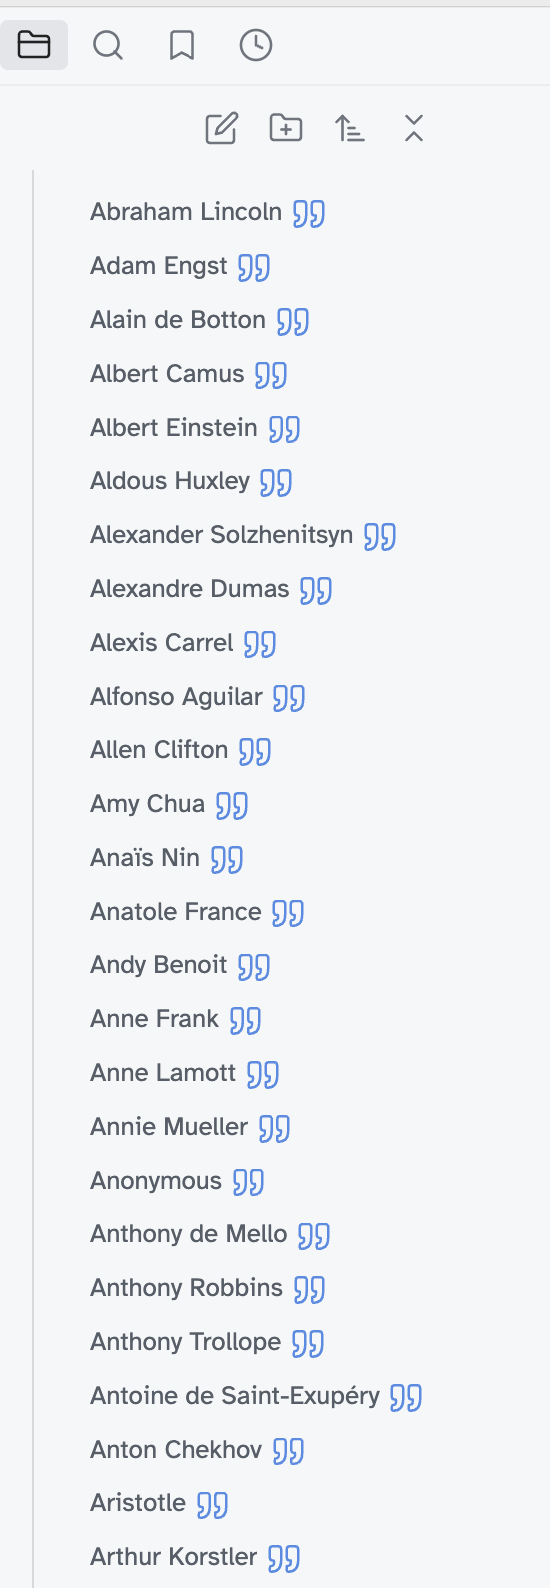 Abraham Lincoln
Adam Engst
Alain de Botton
Albert Camus
Albert Einstein
Aldous Huxley
Alexander Solzhenitsyn
Alexandre Dumas
Alexis Carrel
Alfonso Aguilar
Allen Clifton
Amy Chua
Anaïs Nin
Anatole France
Andy Benoit
Anne Frank
Anne Lamott
Annie Mueller
Anonymous
Anthony de Mello
Anthony Robbins
Anthony Trollope
Antoine de Saint-Exupéry
Anton Chekhov
Aristotle
Arthur Korstler